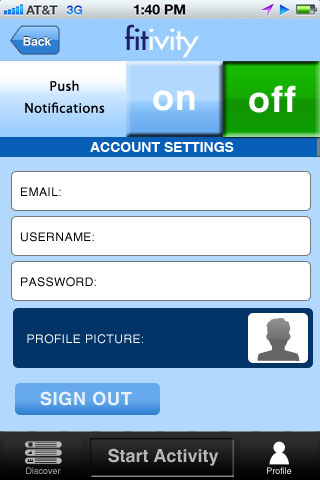 AT&T 3G 1:40 PM
Back
fitivity
Push
Notifications
on
off
ACCOUNT SETTINGS
EMAIL:
USERNAME:
PASSWORD:
PROFILE PICTURE:
SIGN OUT
Discover
Start Activity
Profile